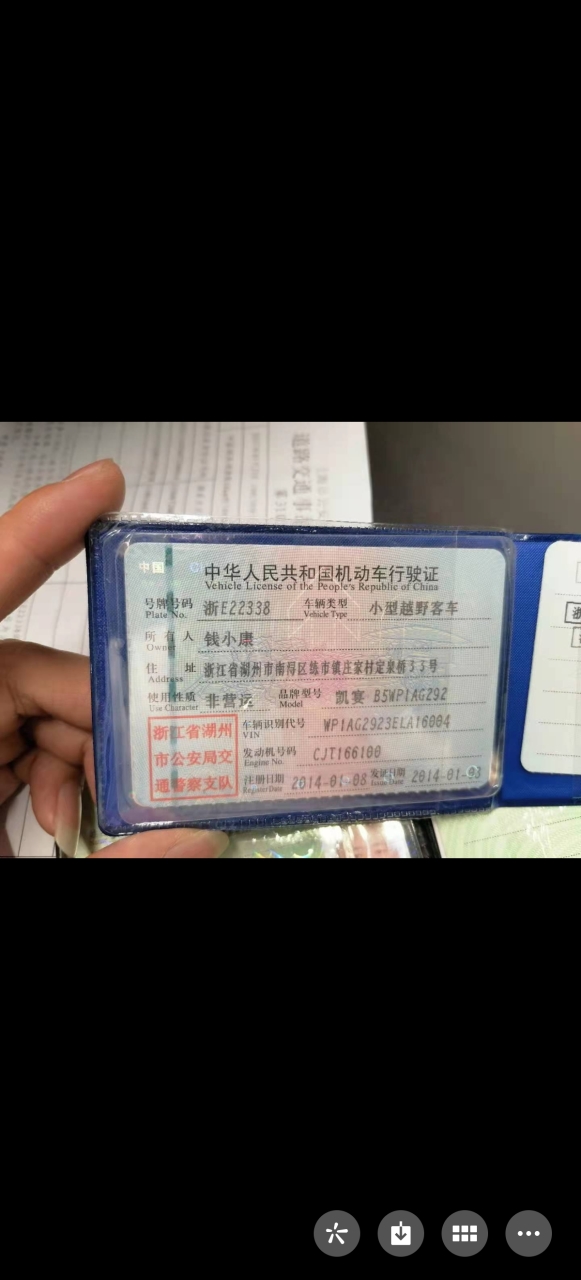 道路交通事
中国
中华人民共和国机动车行驶证
Vehicle License of the People's Republic of China
号牌号码 浙E22338 车辆类型 小型越野客车
Plate No. Vehicle Type
所有人 钱小康
Owner
住址 浙江省湖州市南浔区练市镇庄家村定泉桥33号
Address
使用性质 非营运 品牌型号 凯宴 BSWP1AG292
Use Character Model
浙江省湖州
市公安局交
通警察支队
车辆识别代号 WP1AG2923ELA16004
VIN
发动机号码 CJT166100
Engine No.
注册日期 2014-01-08 发证日期 2014-01-
Register Date Issue Date